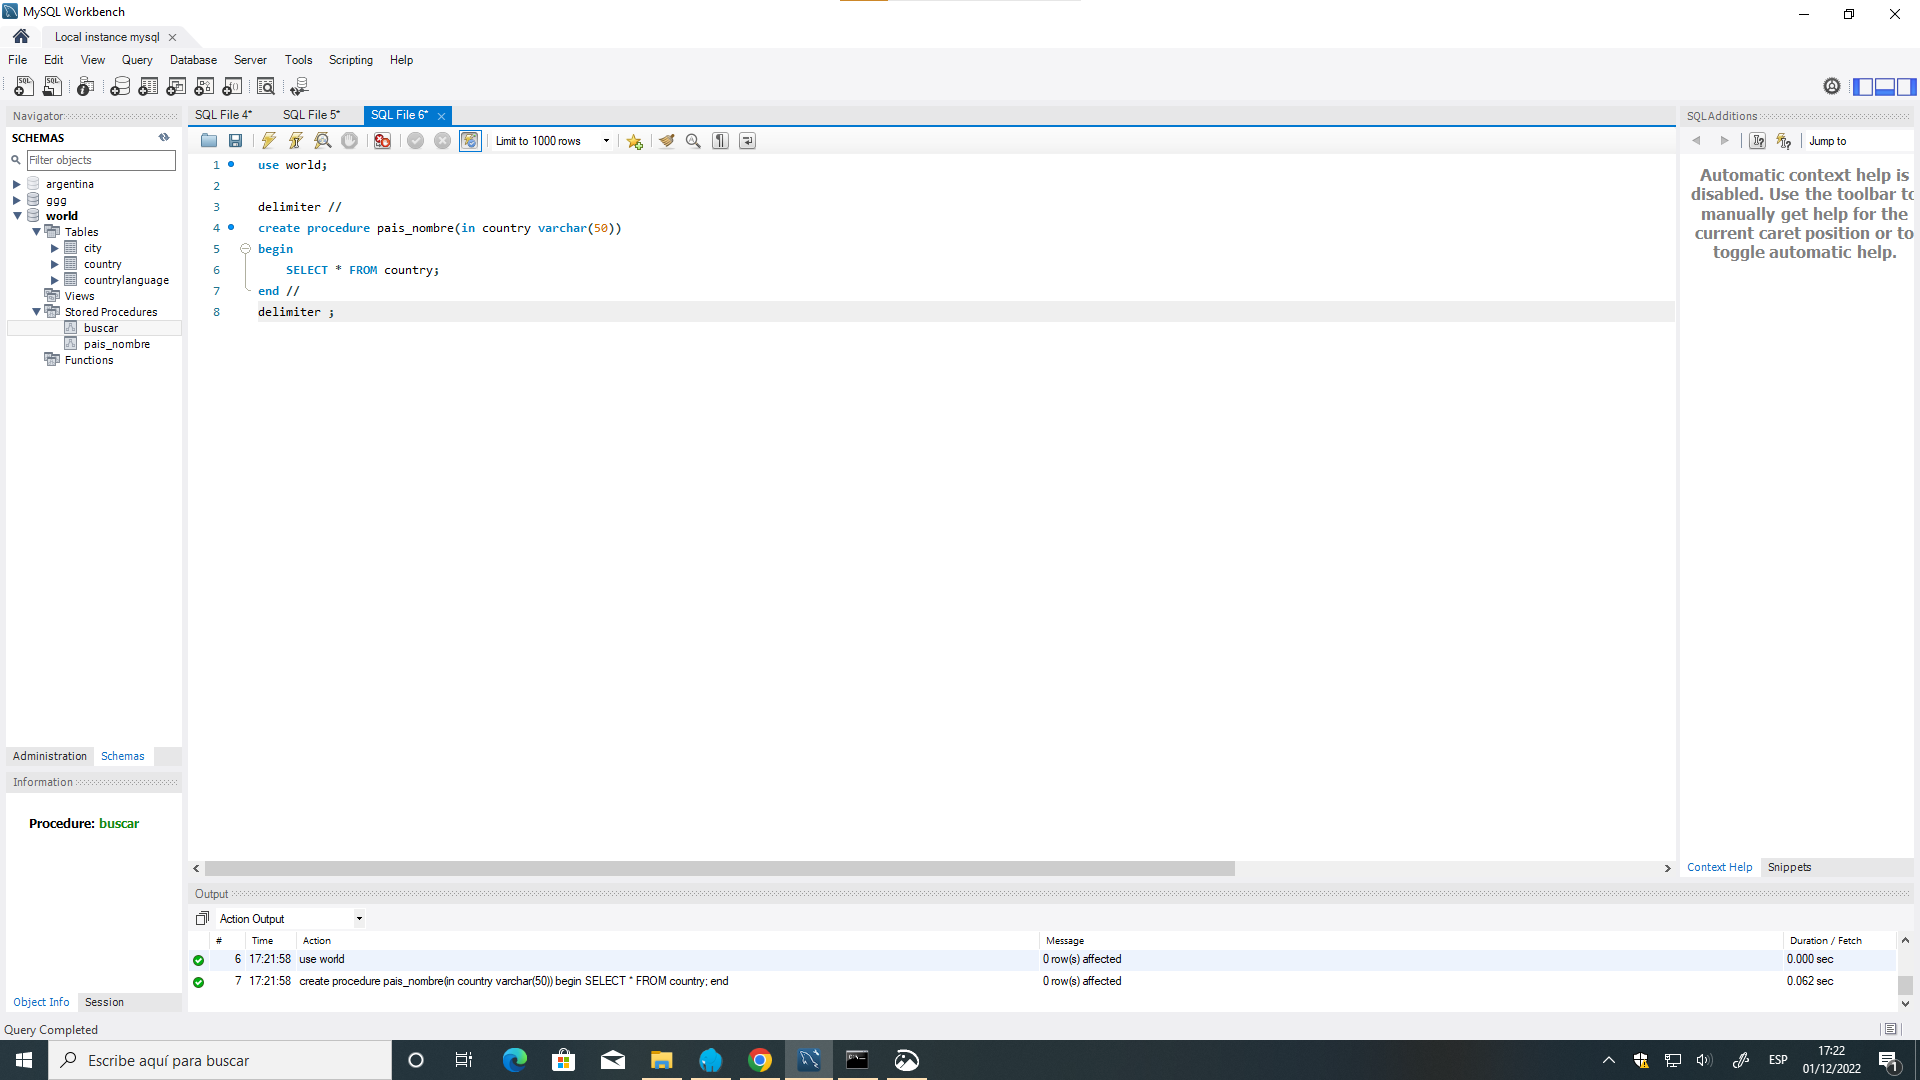 MySQL Workbench
Local instance mysql
File Edit View Query Database Server Tools Scripting Help
Navigator
SCHEMAS
Filter objects
argentina
ggg
world
Tables
city
country
countrylanguage
Views
Stored Procedures
buscar
pais_nombre
Functions
Administration Schemas
Information
Procedure: buscar
Object Info Session
SQL File 4* SQL File 5* SQL File 6*
Limit to 1000 rows
1 use world;
2
3 delimiter //
4 create procedure pais_nombre(in country varchar(50))
5 begin
6 SELECT * FROM country;
7 end //
8 delimiter ;
SQLAdditions
Jump to
Automatic context help is
disabled. Use the toolbar to
manually get help for the
current caret position or to
toggle automatic help.
Context Help Snippets
Output
Action Output
# Time Action Message Duration / Fetch
6 17:21:58 use world 0 row(s) affected 0.000 sec
7 17:21:58 create procedure pais_nombre(in country varchar(50)) begin SELECT * FROM country; end 0 row(s) affected 0.062 sec
Query Completed
Escribe aquí para buscar
ESP
17:22
01/12/2022
1